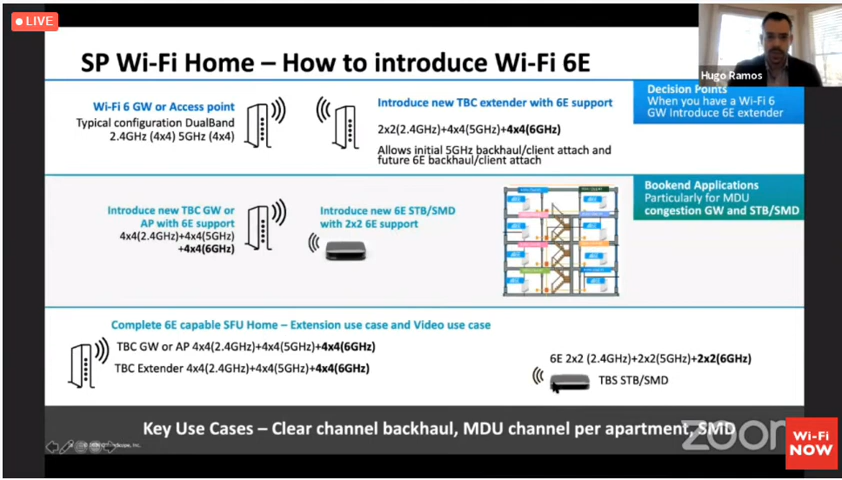 LIVE
SP Wi-Fi Home – How to introduce Wi-Fi 6E
Hugo Ramos
Wi-Fi 6 GW or Access point
Typical configuration DualBand
2.4GHz (4x4) 5GHz (4x4)
Introduce new TBC extender with 6E support
2x2(2.4GHz)+4x4(5GHz)+4x4(6GHz)
Allows initial 5GHz backhaul/client attach and
future 6E backhaul/client attach
Decision Points
When you have a Wi-Fi 6
GW Introduce 6E extender
Introduce new TBC GW or
AP with 6E support
4x4(2.4GHz)+4x4(5GHz)
+4x4(6GHz)
Introduce new 6E STB/SMD
with 2x2 6E support
Bookend Applications
Particularly for MDU
congestion GW and STB/SMD
Complete 6E capable SFU Home – Extension use case and Video use case
TBC GW or AP 4x4(2.4GHz)+4x4(5GHz)+4x4(6GHz)
TBC Extender 4x4(2.4GHz)+4x4(5GHz)+4x4(6GHz)
6E 2x2 (2.4GHz)+2x2(5GHz)+2x2(6GHz)
TBS STB/SMD
Key Use Cases – Clear channel backhaul, MDU channel per apartment, SMD
zoom
Wi-Fi
NOW